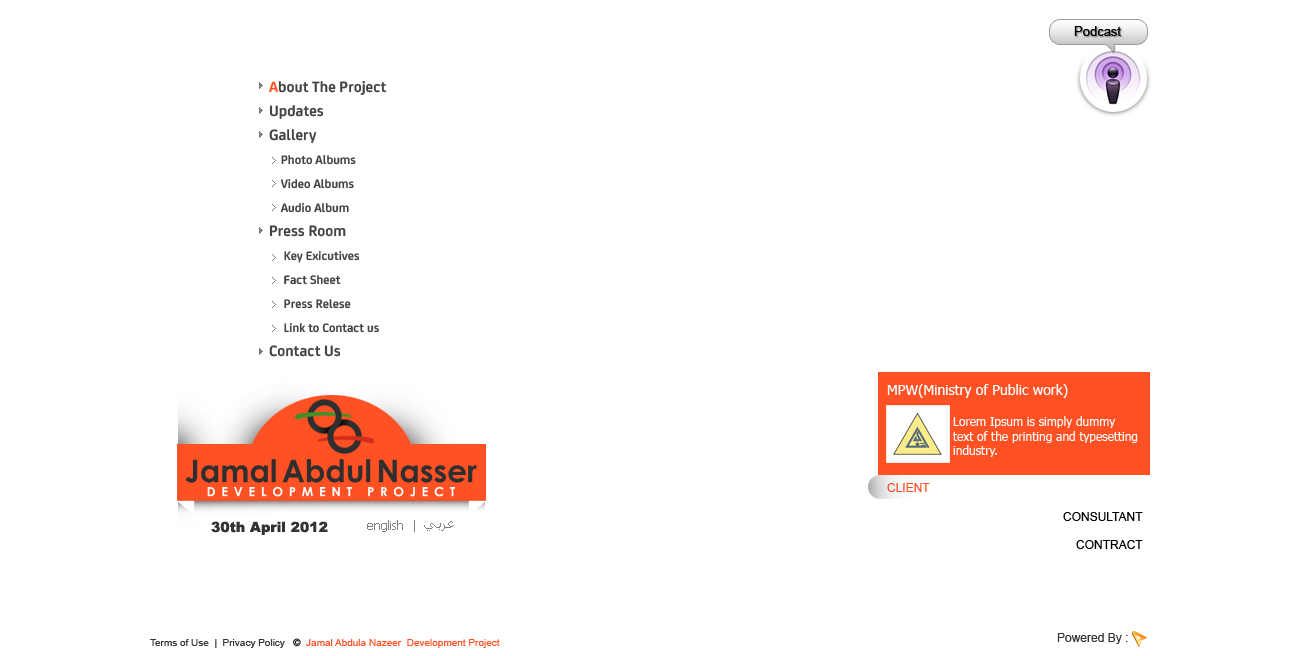 Podcast
About The Project
Updates
Gallery
Photo Albums
Video Albums
Audio Album
Press Room
Key Exicutives
Fact Sheet
Press Relese
Link to Contact us
Contact Us
Jamal Abdul Nasser
DEVELOPMENT PROJECT
30th April 2012
english | عربي
MPW(Ministry of Public work)
Lorem Ipsum is simply dummy
text of the printing and typesetting
industry.
CLIENT
CONSULTANT
CONTRACT
Terms of Use | Privacy Policy © Jamal Abdula Nazeer Development Project
Powered By :